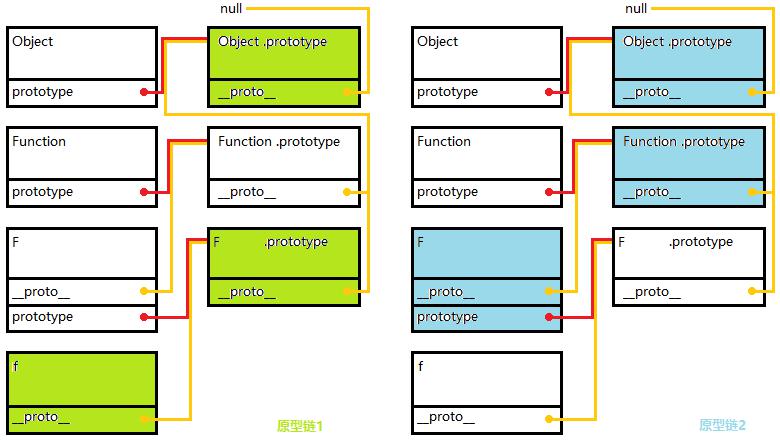 null
Object
Object .prototype
prototype
__proto__
Function
Function .prototype
prototype
__proto__
F
F .prototype
__proto__
__proto__
prototype
f
__proto__
原型链1
null
Object
Object .prototype
prototype
__proto__
Function
Function .prototype
prototype
__proto__
F
F .prototype
__proto__
__proto__
prototype
f
__proto__
原型链2